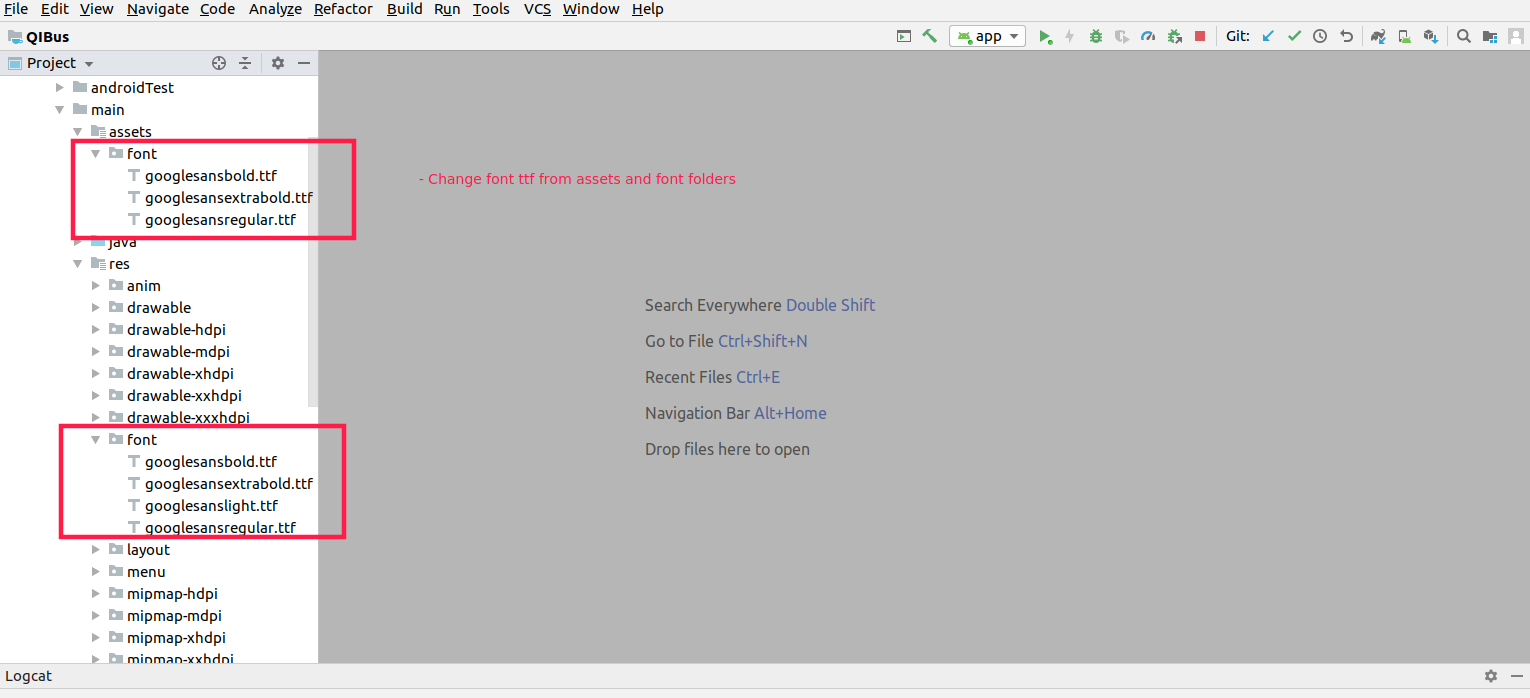 File Edit View Navigate Code Analyze Refactor Build Run Tools VCS Window Help
QIBus
app
Git:
Project
androidTest
main
assets
font
googlesansbold.ttf
googlesansextrabold.ttf
googlesansregular.ttf
java
res
anim
drawable
drawable-hdpi
drawable-mdpi
drawable-xhdpi
drawable-xxhdpi
drawable-xxxhdpi
font
googlesansbold.ttf
googlesansextrabold.ttf
googlesanslight.ttf
googlesansregular.ttf
layout
menu
mipmap-hdpi
mipmap-mdpi
mipmap-xhdpi
mipmap-xxhdpi
- Change font ttf from assets and font folders
Search Everywhere Double Shift
Go to File Ctrl+Shift+N
Recent Files Ctrl+E
Navigation Bar Alt+Home
Drop files here to open
Logcat